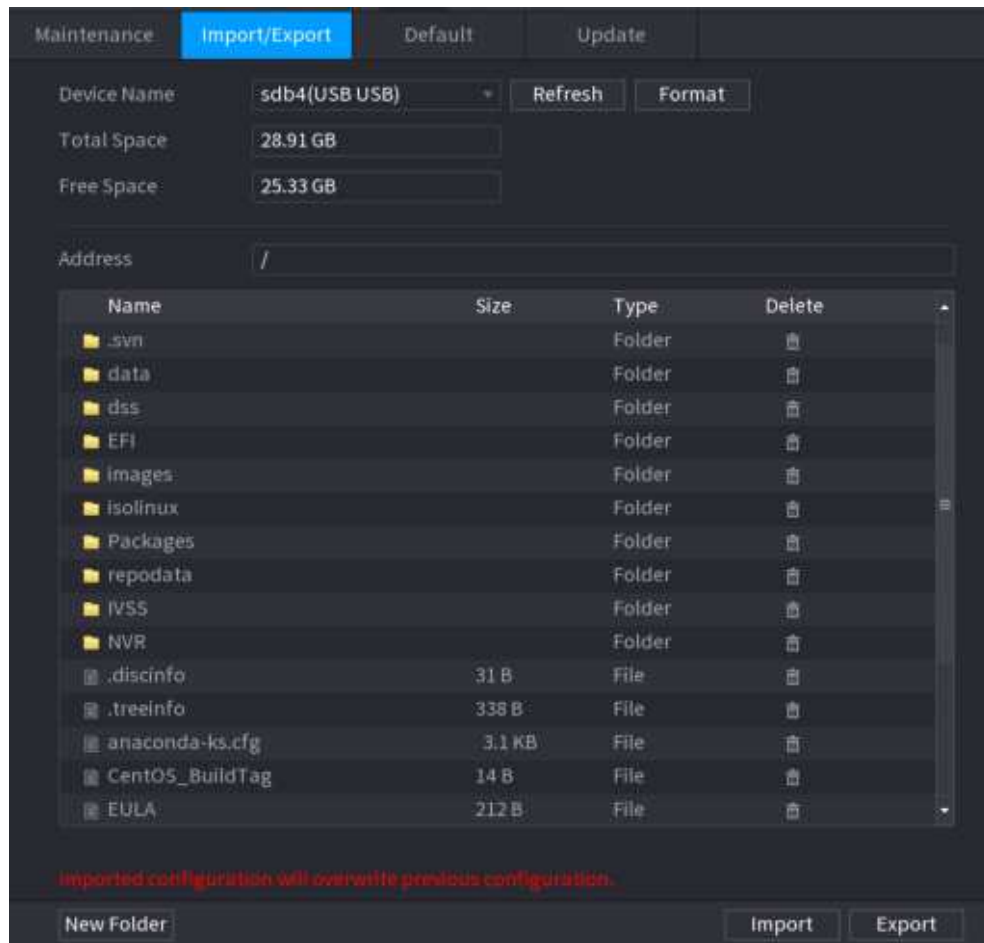 Maintenance Import/Export Default Update
Device Name sdb4(USB USB) Refresh Format
Total Space 28.91 GB
Free Space 25.33 GB
Address /
Name Size Type Delete
.svn Folder
data Folder
dss Folder
EFI Folder
images Folder
isolinux Folder
Packages Folder
repodata Folder
IVSS Folder
NVR Folder
.discinfo 31 B File
.treeinfo 338 B File
anaconda-ks.cfg 3.1 KB File
CentOS_BuildTag 14 B File
EULA 212 B File
Imported configuration will overwrite previous configuration.
New Folder Import Export